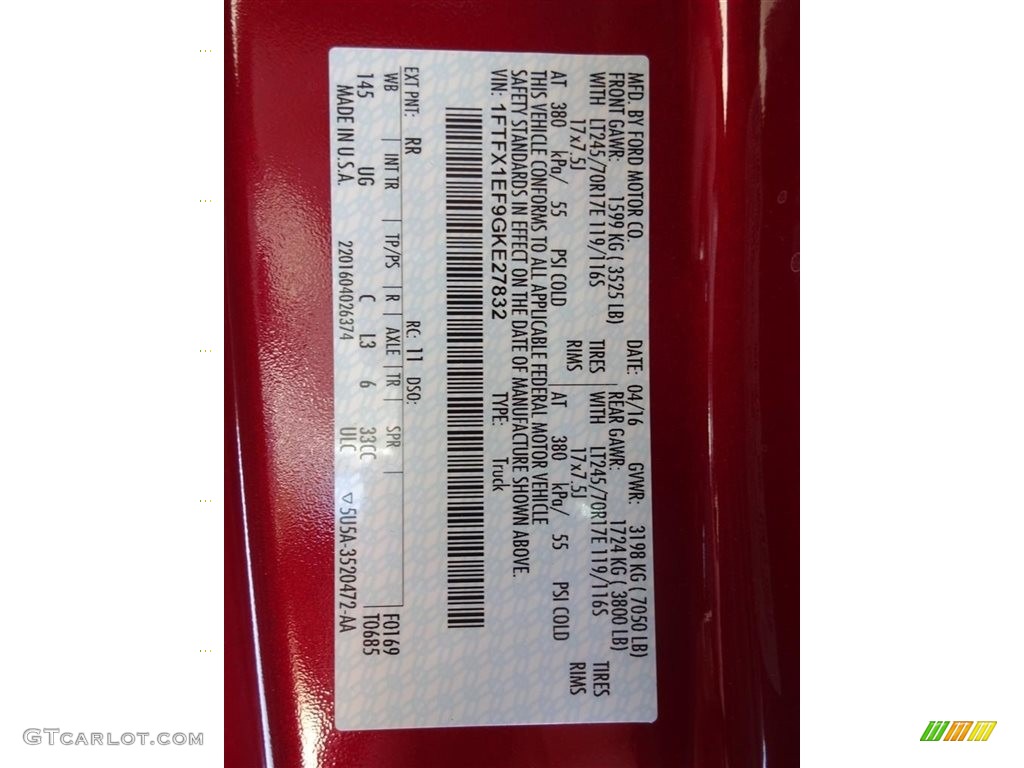 MFD. BY FORD MOTOR CO. DATE: 04/16 GVWR: 3198 KG ( 7050 LB)
FRONT GAWR: 1599 KG ( 3525 LB) REAR GAWR: 1724 KG ( 3800 LB)
WITH LT245/70R17E 119/116S TIRES WITH LT245/70R17E 119/116S TIRES
17x7.5J RIMS 17x7.5J RIMS
AT 380 kPa/ 55 PSI COLD AT 380 kPa/ 55 PSI COLD
THIS VEHICLE CONFORMS TO ALL APPLICABLE FEDERAL MOTOR VEHICLE
SAFETY STANDARDS IN EFFECT ON THE DATE OF MANUFACTURE SHOWN ABOVE.
VIN: 1FTFX1EF9GKE27832 TYPE: Truck
EXT PNT: RR RC: 11 DSO: F0169
WB INT TR TP/PS R AXLE TR SPR T0685
145 UG C L3 6 33CC
MADE IN U.S.A. 2201604026374 ULC ▽5U5A-3520472-AA
GTcarlot.com